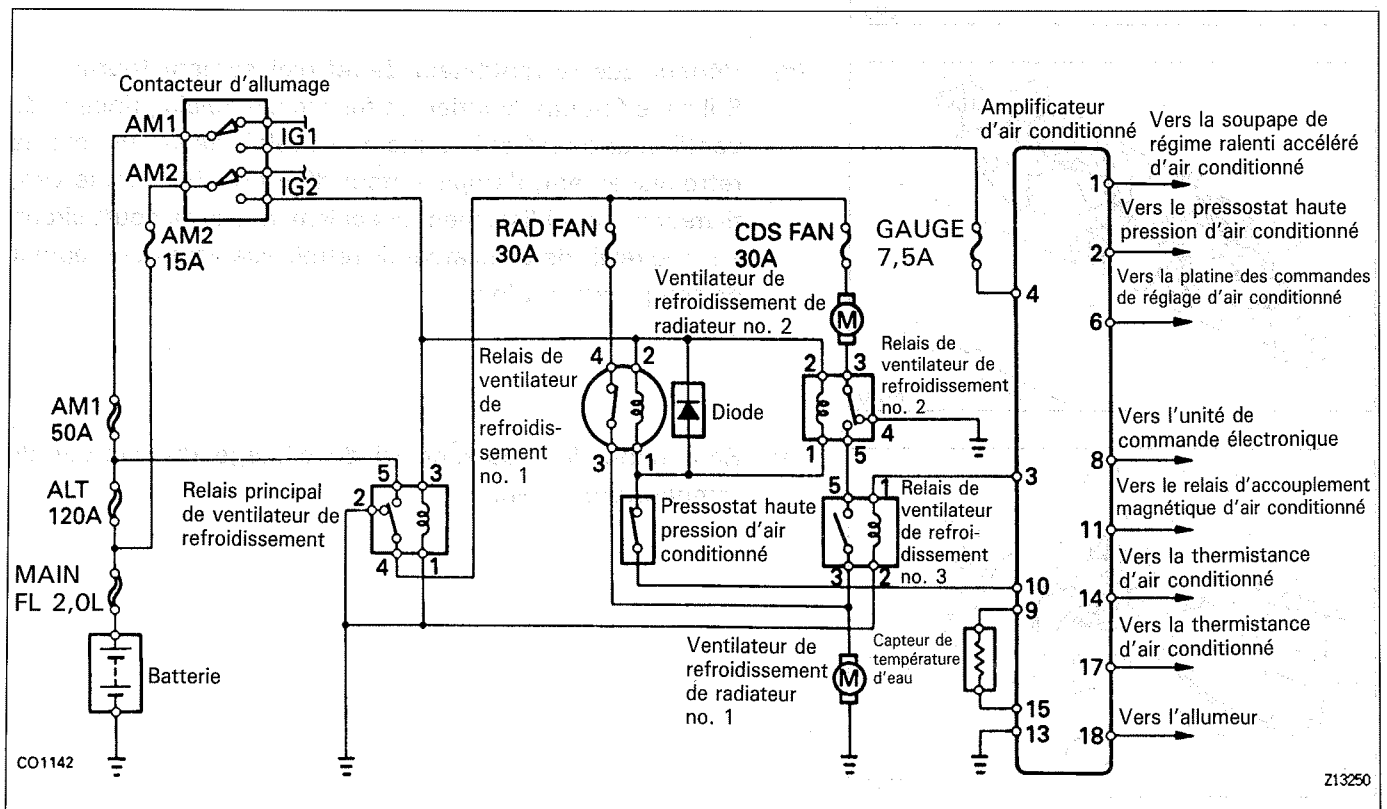 Contacteur d'allumage
AM1
IG1
AM2
IG2
AM2
15A
AM1
50A
ALT
120A
MAIN
FL 2,0L
Batterie
Relais principal
de ventilateur de
refroidissement
5
3
2
4
1
RAD FAN
30A
CDS FAN
30A
GAUGE
7,5A
Ventilateur de
refroidissement de
radiateur no. 2
M
Relais de
ventilateur
de
refroidis-
sement
no. 1
4
2
3
1
Diode
Relais de
ventilateur de
refroidissement
no. 2
2
3
4
1
5
Pressostat haute
pression d'air
conditionné
5
1
3
2
Relais de
ventilateur
de refroi-
dissement
no. 3
Ventilateur de
refroidissement
de radiateur
no. 1
M
Capteur de
température
d'eau
Amplificateur
d'air conditionné
4
3
10
9
15
13
1
Vers la soupape de
régime ralenti accéléré
d'air conditionné
2
Vers le pressostat haute
pression d'air conditionné
6
Vers la platine des commandes
de réglage d'air conditionné
8
Vers l'unité de
commande électronique
11
Vers le relais d'accouplement
magnétique d'air conditionné
14
Vers la thermistance
d'air conditionné
17
Vers la thermistance
d'air conditionné
18
Vers l'allumeur
CO1142
Z13250